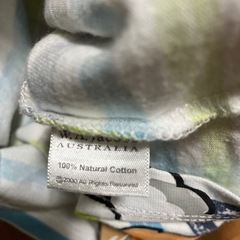 AUSTRALIA
100% Natural Cotton
©2000 All Rights Reserved